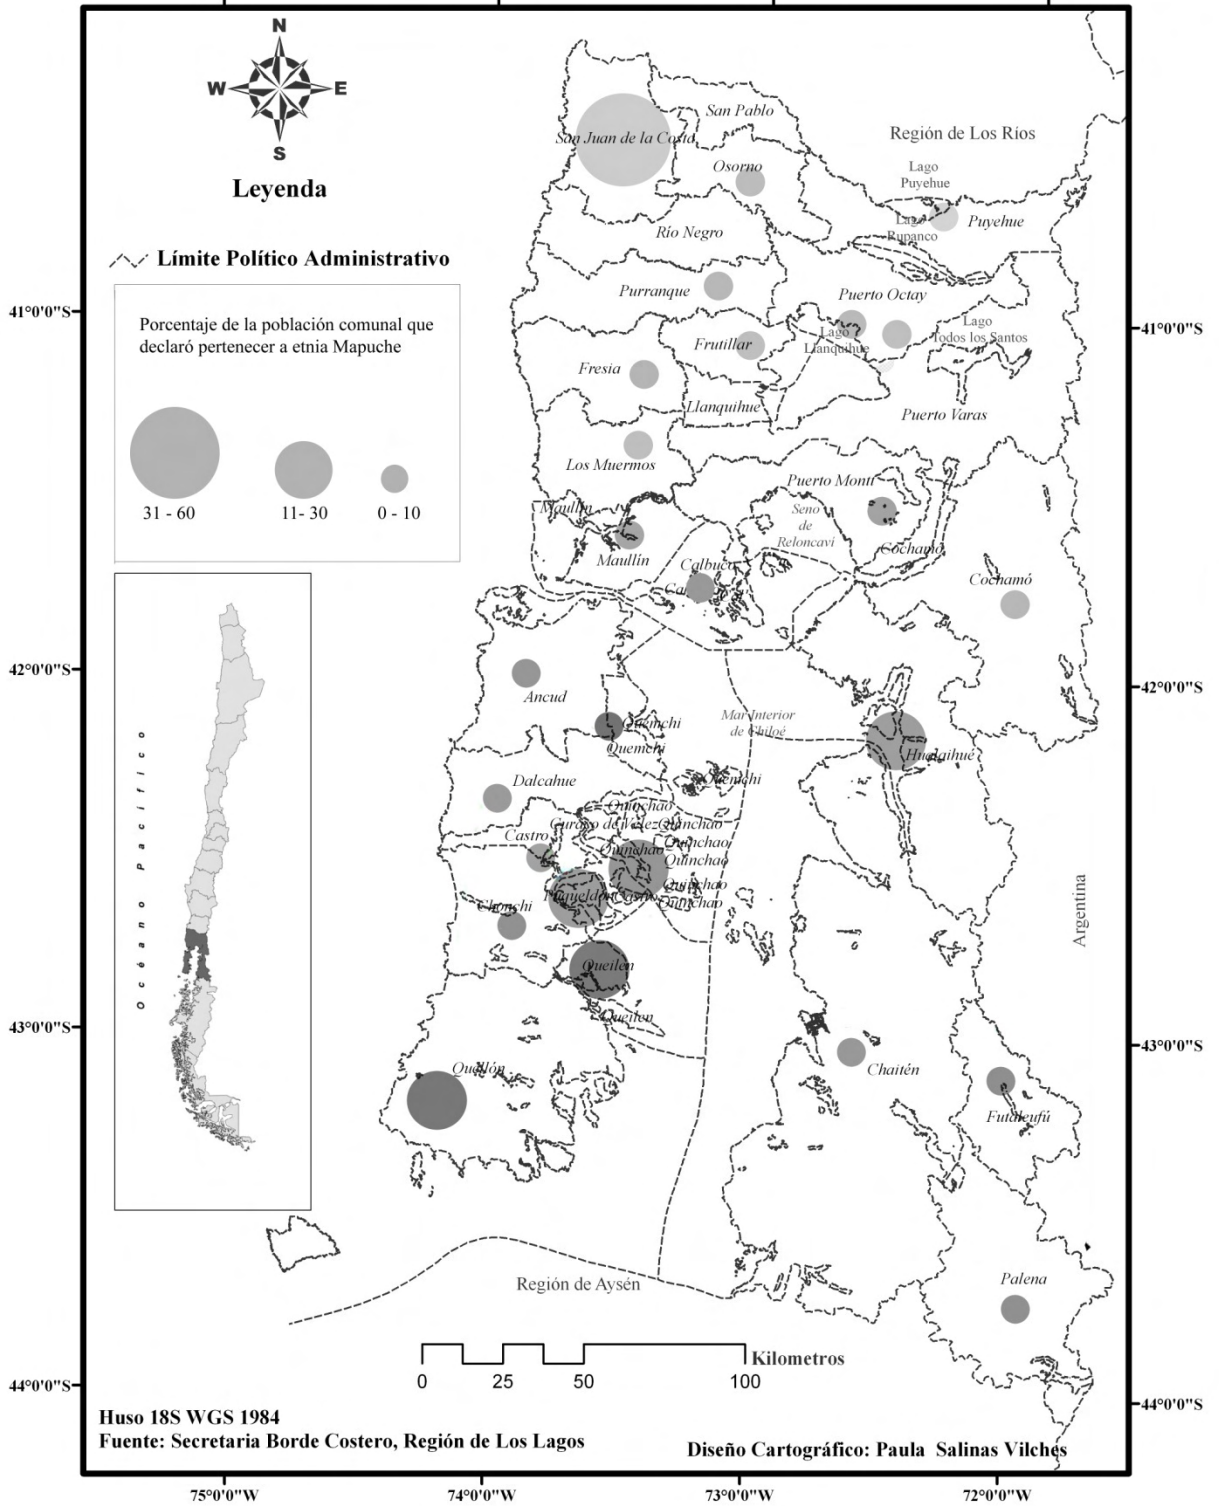 N
W
E
S
Leyenda
Límite Político Administrativo
Porcentaje de la población comunal que
declaró pertenecer a etnia Mapuche
31 - 60
11- 30
0 - 10
Océano Pacífico
San Juan de la Costa
San Pablo
Región de Los Ríos
Osorno
Lago
Puyehue
Lago
Rupanco
Puyehue
Río Negro
Purranque
Puerto Octay
Frutillar
Lago
Llanquihue
Lago
Todos los Santos
Fresia
Llanquihue
Puerto Varas
Los Muermos
Puerto Montt
Maullín
Seno
de
Reloncaví
Maullín
Cochamó
Calbuco
Cochamó
Ancud
Quemchi
Mar Interior
de Chiloé
Quemchi
Hualaihué
Dalcahue
Quemchi
Quinchao
Curaco de Vélez
Quinchao
Castro
Quinchao
Quinchao
Quinchao
Quinchao
Puqueldón
Castro
Quinchao
Chonchi
Queilen
Queilen
Argentina
Quellón
Chaitén
Futaleufú
Palena
Región de Aysén
Kilometros
0
25
50
100
Huso 18S WGS 1984
Fuente: Secretaria Borde Costero, Región de Los Lagos
Diseño Cartográfico: Paula Salinas Vilches
41°0'0"S
42°0'0"S
43°0'0"S
44°0'0"S
41°0'0"S
42°0'0"S
43°0'0"S
44°0'0"S
75°0'0"W
74°0'0"W
73°0'0"W
72°0'0"W